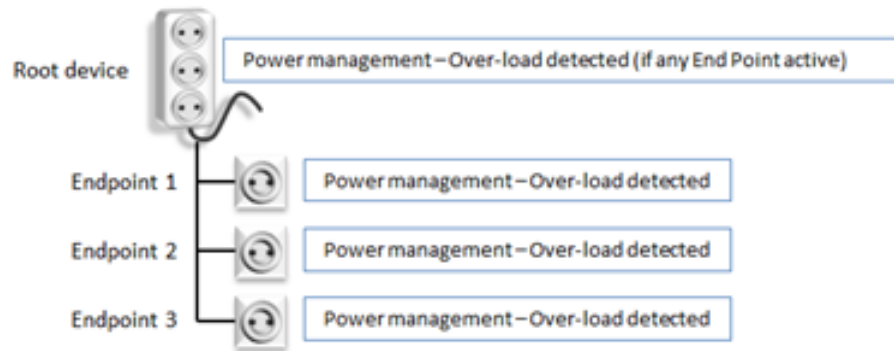 Root device
Power management – Over-load detected (if any End Point active)
Endpoint 1
Power management – Over-load detected
Endpoint 2
Power management – Over-load detected
Endpoint 3
Power management – Over-load detected